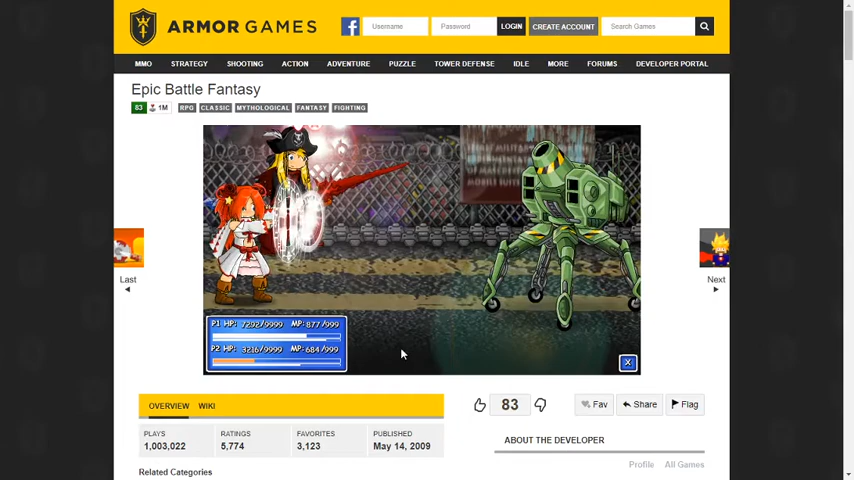 ARMOR GAMES
Username
Password
LOGIN
CREATE ACCOUNT
Search Games
MMO STRATEGY SHOOTING ACTION ADVENTURE PUZZLE TOWER DEFENSE IDLE MORE FORUMS DEVELOPER PORTAL
Epic Battle Fantasy
83 1M RPG CLASSIC MYTHOLOGICAL FANTASY FIGHTING
P1 HP: 7292/9999 MP: 877/999
P2 HP: 3216/9999 MP: 684/999
Last
Next
OVERVIEW WIKI
83
Fav
Share
Flag
PLAYS RATINGS FAVORITES PUBLISHED
1,003,022 5,774 3,123 May 14, 2009
ABOUT THE DEVELOPER
Profile All Games
Related Categories